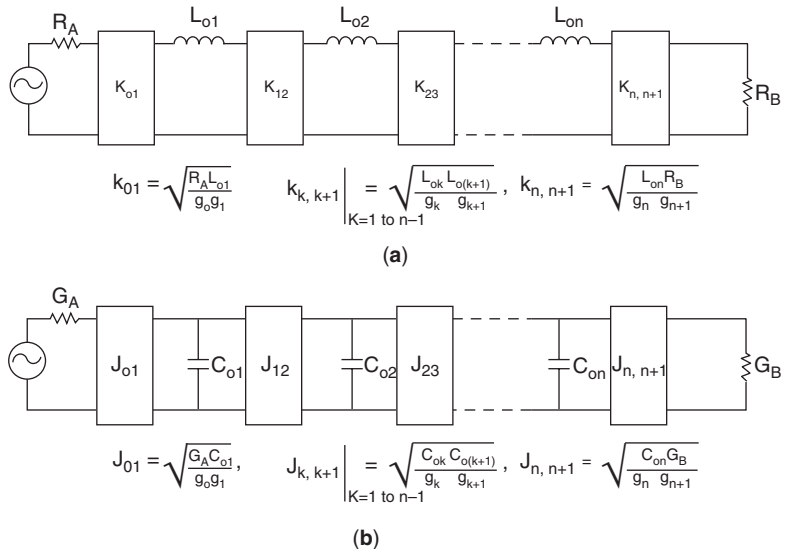 R_A L_o1 L_o2 L_on
K_o1 K_12 K_23 K_n, n+1 R_B
k_01 = √(R_A L_o1 / g_o g_1) k_k, k+1 |_K=1 to n–1 = √(L_ok L_o(k+1) / g_k g_k+1) , k_n, n+1 = √(L_on R_B / g_n g_n+1)
(a)
G_A
J_o1 C_o1 J_12 C_o2 J_23 C_on J_n, n+1 G_B
J_01 = √(G_A C_o1 / g_o g_1) , J_k, k+1 |_K=1 to n–1 = √(C_ok C_o(k+1) / g_k g_k+1) , J_n, n+1 = √(C_on G_B / g_n g_n+1)
(b)